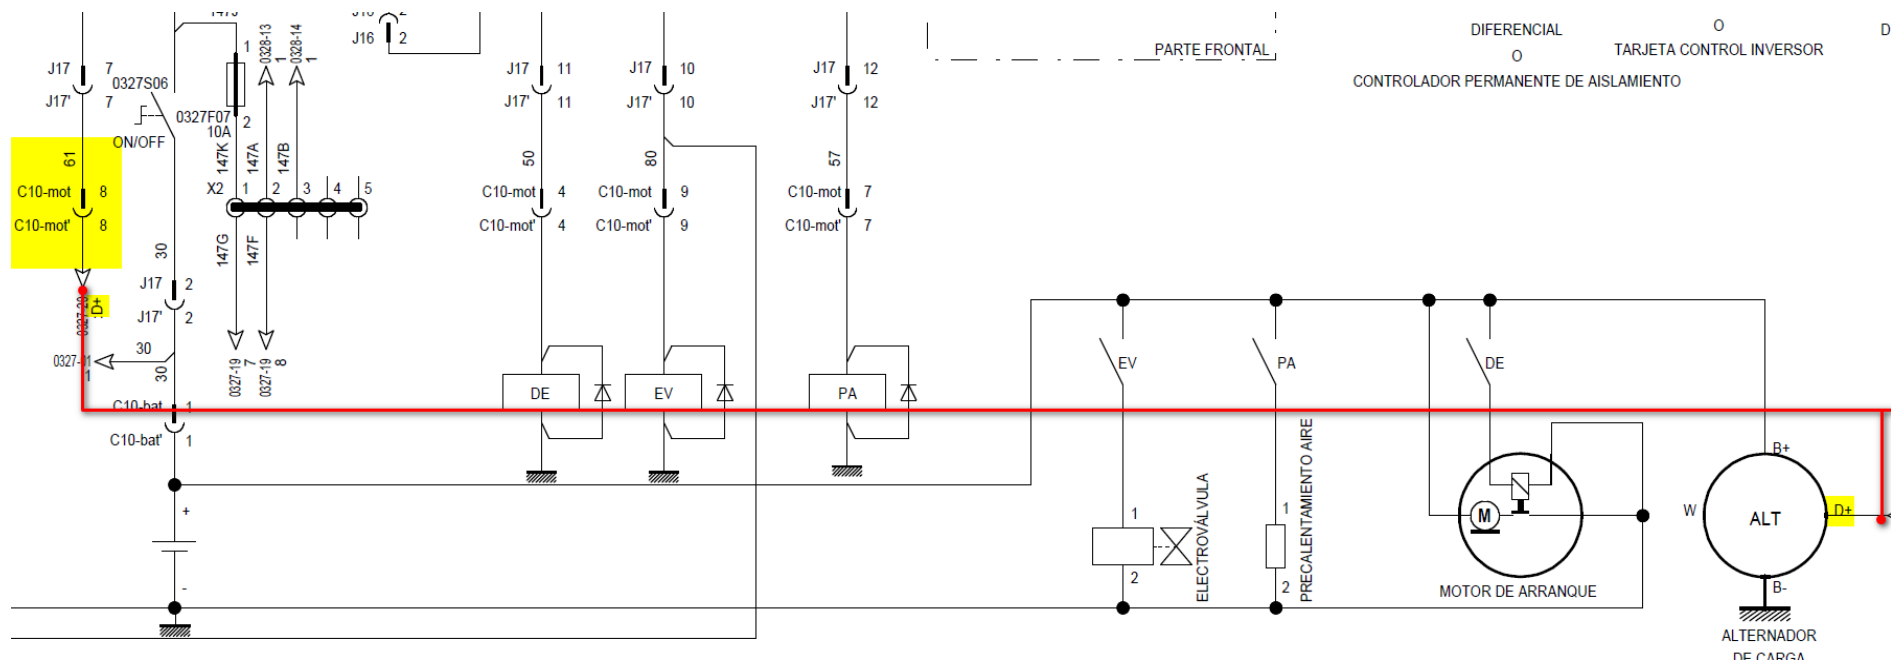 DIFERENCIAL
O
CONTROLADOR PERMANENTE DE AISLAMIENTO
O
TARJETA CONTROL INVERSOR
D
PARTE FRONTAL
J16 2
J17 7
J17' 7
0327S06
ON/OFF
1
0327F07
10A
2
0328-13
1
0328-14
1
J17 11
J17' 11
J17 10
J17' 10
J17 12
J17' 12
61
C10-mot 8
C10-mot' 8
147K
147A
147B
X2 1 2 3 4 5
147G
147F
50
C10-mot 4
C10-mot' 4
80
C10-mot 9
C10-mot' 9
57
C10-mot 7
C10-mot' 7
30
J17 2
J17' 2
D+
0327-01
1
30
30
0327-19
7
0327-19
8
C10-bat 1
C10-bat' 1
DE
EV
PA
EV
PA
DE
+
-
1
2
ELECTROVÁLVULA
1
2
PRECALENTAMIENTO AIRE
M
MOTOR DE ARRANQUE
B+
W
ALT
D+
B-
ALTERNADOR
DE CARGA